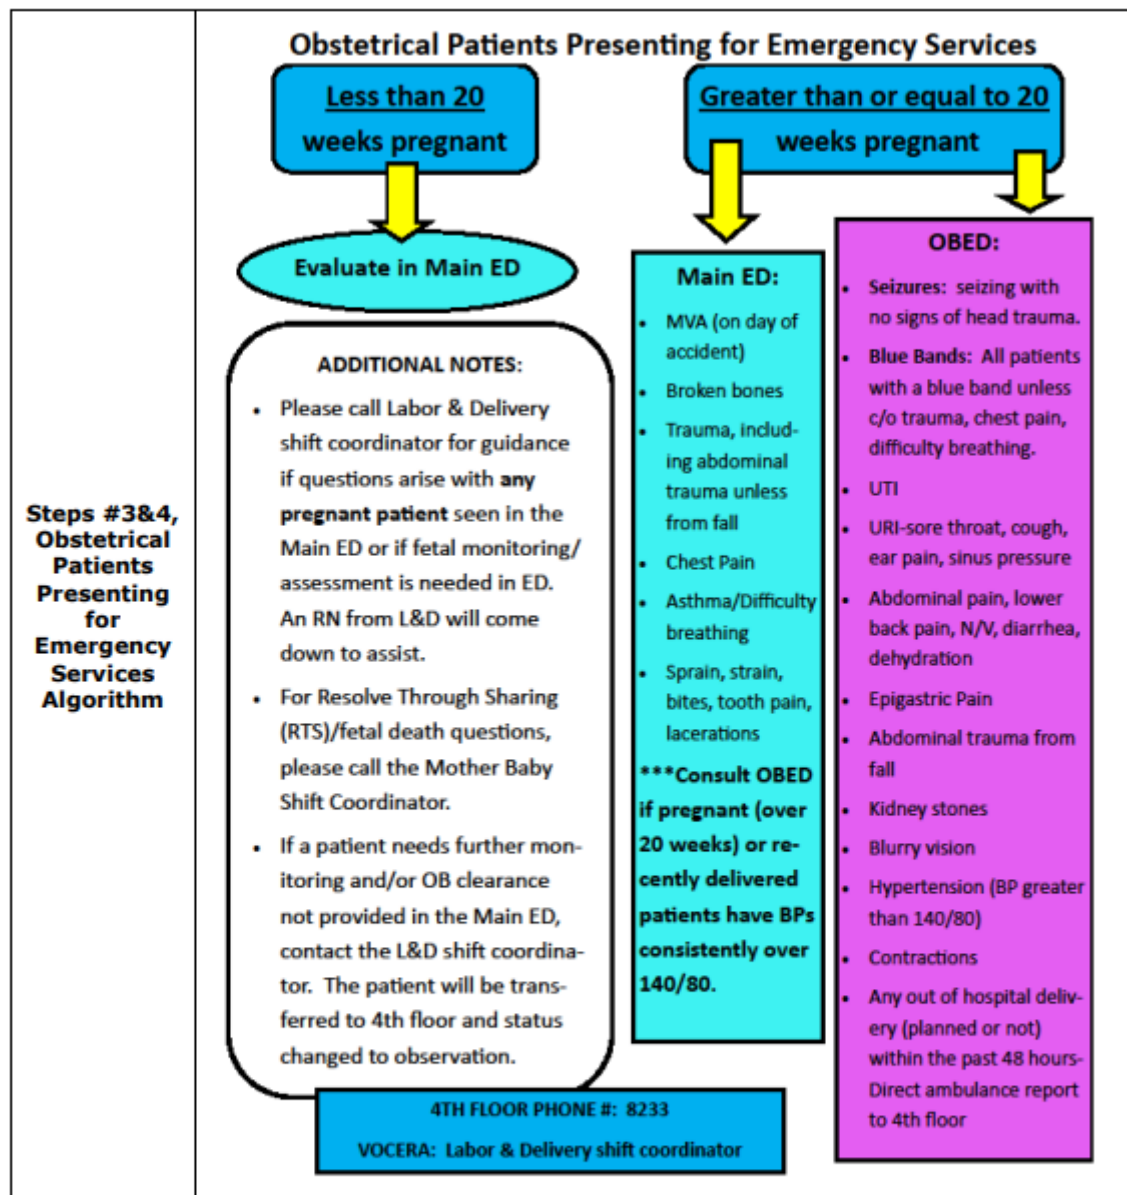 Steps #3&4,
Obstetrical
Patients
Presenting
for
Emergency
Services
Algorithm
Obstetrical Patients Presenting for Emergency Services
Less than 20
weeks pregnant
Evaluate in Main ED
ADDITIONAL NOTES:
• Please call Labor & Delivery
shift coordinator for guidance
if questions arise with any
pregnant patient seen in the
Main ED or if fetal monitoring/
assessment is needed in ED.
An RN from L&D will come
down to assist.
• For Resolve Through Sharing
(RTS)/fetal death questions,
please call the Mother Baby
Shift Coordinator.
• If a patient needs further mon-
itoring and/or OB clearance
not provided in the Main ED,
contact the L&D shift coordina-
tor. The patient will be trans-
ferred to 4th floor and status
changed to observation.
Greater than or equal to 20
weeks pregnant
Main ED:
• MVA (on day of
accident)
• Broken bones
• Trauma, includ-
ing abdominal
trauma unless
from fall
• Chest Pain
• Asthma/Difficulty
breathing
• Sprain, strain,
bites, tooth pain,
lacerations
***Consult OBED
if pregnant (over
20 weeks) or re-
cently delivered
patients have BPs
consistently over
140/80.
OBED:
• Seizures: seizing with
no signs of head trauma.
• Blue Bands: All patients
with a blue band unless
c/o trauma, chest pain,
difficulty breathing.
• UTI
• URI-sore throat, cough,
ear pain, sinus pressure
• Abdominal pain, lower
back pain, N/V, diarrhea,
dehydration
• Epigastric Pain
• Abdominal trauma from
fall
• Kidney stones
• Blurry vision
• Hypertension (BP greater
than 140/80)
• Contractions
• Any out of hospital deliv-
ery (planned or not)
within the past 48 hours-
Direct ambulance report
to 4th floor
4TH FLOOR PHONE #: 8233
VOCERA: Labor & Delivery shift coordinator